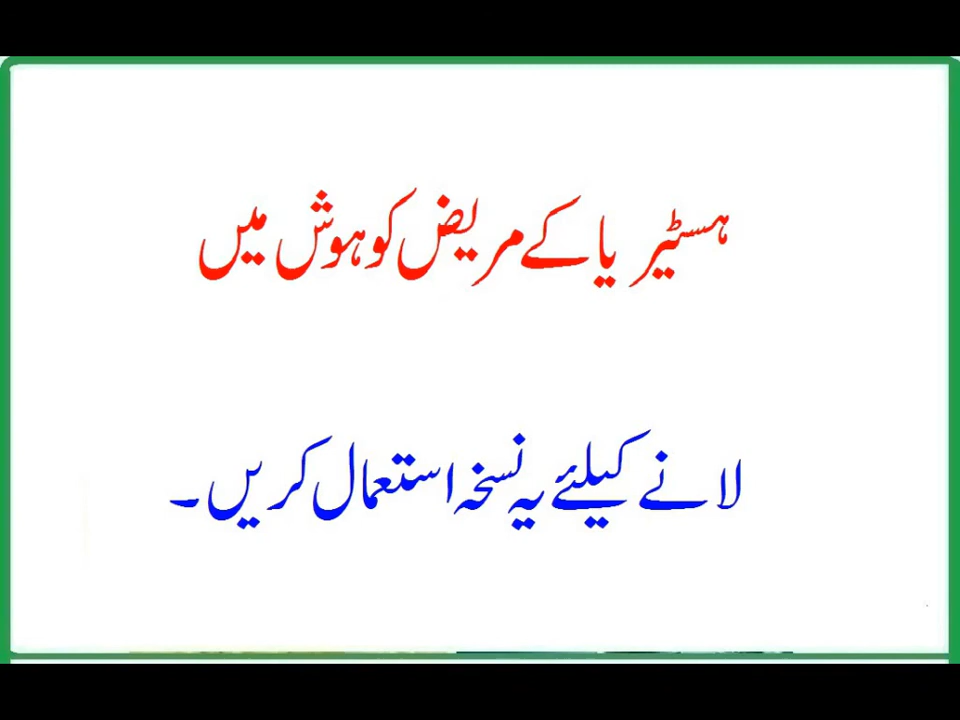 ہسٹیریا کے مریض کو ہوش میں
لانے کیلئے یہ نسخہ استعمال کریں۔